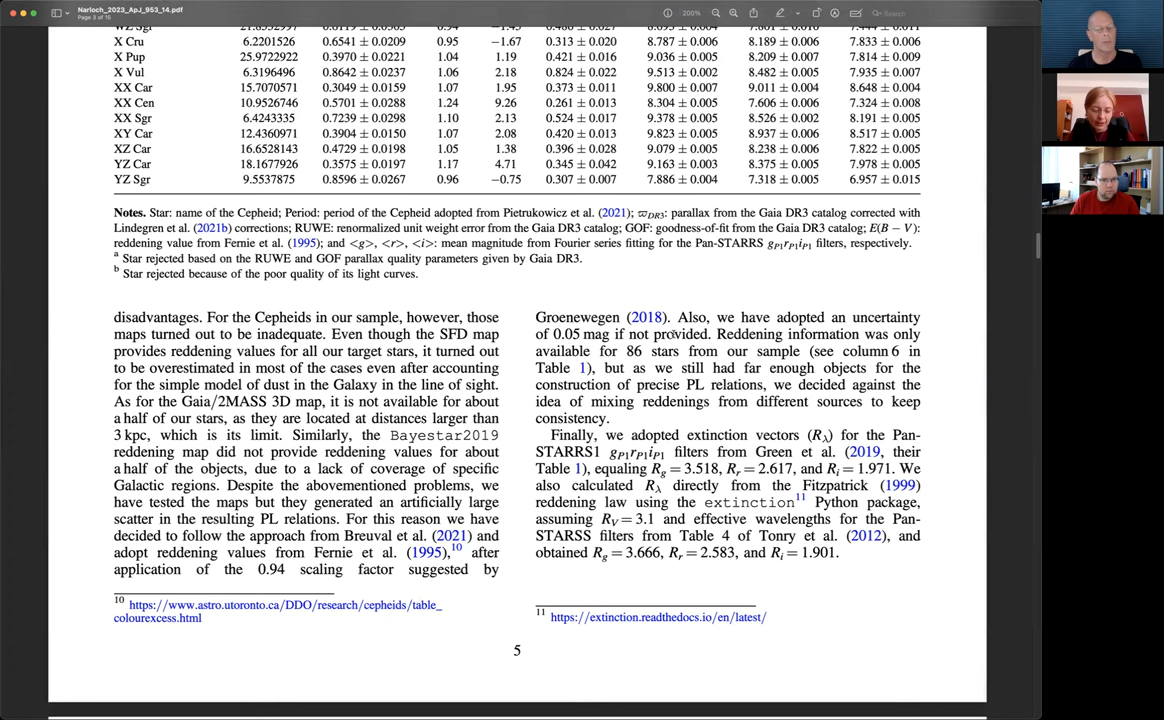 Narloch_2023_ApJ_953_14.pdf
Page 3 of 15
200%
Search
X Cru 6.2201526 0.6541 ± 0.0209 0.95 −1.67 0.313 ± 0.020 8.787 ± 0.006 8.189 ± 0.006 7.833 ± 0.006
X Pup 25.9722922 0.3970 ± 0.0221 1.04 1.19 0.421 ± 0.016 9.036 ± 0.005 8.209 ± 0.007 7.814 ± 0.009
X Vul 6.3196496 0.8642 ± 0.0237 1.06 2.18 0.824 ± 0.022 9.513 ± 0.002 8.482 ± 0.005 7.935 ± 0.007
XX Car 15.7070571 0.3049 ± 0.0159 1.07 1.95 0.373 ± 0.011 9.800 ± 0.007 9.011 ± 0.004 8.648 ± 0.004
XX Cen 10.9526746 0.5701 ± 0.0288 1.24 9.26 0.261 ± 0.013 8.304 ± 0.005 7.606 ± 0.006 7.324 ± 0.008
XX Sgr 6.4243335 0.7239 ± 0.0298 1.10 2.13 0.524 ± 0.017 9.378 ± 0.005 8.526 ± 0.002 8.191 ± 0.005
XY Car 12.4360971 0.3904 ± 0.0150 1.07 2.08 0.420 ± 0.013 9.823 ± 0.005 8.937 ± 0.006 8.517 ± 0.005
XZ Car 16.6528143 0.4729 ± 0.0198 1.05 1.38 0.396 ± 0.028 9.079 ± 0.005 8.238 ± 0.006 7.822 ± 0.005
YZ Car 18.1677926 0.3575 ± 0.0197 1.17 4.71 0.345 ± 0.042 9.163 ± 0.003 8.375 ± 0.005 7.978 ± 0.005
YZ Sgr 9.5537875 0.8596 ± 0.0267 0.96 −0.75 0.307 ± 0.007 7.886 ± 0.004 7.318 ± 0.005 6.957 ± 0.015
Notes. Star: name of the Cepheid; Period: period of the Cepheid adopted from Pietrukowicz et al. (2021); ϖDR3: parallax from the Gaia DR3 catalog corrected with
Lindegren et al. (2021b) corrections; RUWE: renormalized unit weight error from the Gaia DR3 catalog; GOF: goodness-of-fit from the Gaia DR3 catalog; E(B − V):
reddening value from Fernie et al. (1995); and <g>, <r>, <i>: mean magnitude from Fourier series fitting for the Pan-STARRS gP1rP1iP1 filters, respectively.
a Star rejected based on the RUWE and GOF parallax quality parameters given by Gaia DR3.
b Star rejected because of the poor quality of its light curves.
disadvantages. For the Cepheids in our sample, however, those
maps turned out to be inadequate. Even though the SFD map
provides reddening values for all our target stars, it turned out
to be overestimated in most of the cases even after accounting
for the simple model of dust in the Galaxy in the line of sight.
As for the Gaia/2MASS 3D map, it is not available for about
a half of our stars, as they are located at distances larger than
3 kpc, which is its limit. Similarly, the Bayestar2019
reddening map did not provide reddening values for about
a half of the objects, due to a lack of coverage of specific
Galactic regions. Despite the abovementioned problems, we
have tested the maps but they generated an artificially large
scatter in the resulting PL relations. For this reason we have
decided to follow the approach from Breuval et al. (2021) and
adopt reddening values from Fernie et al. (1995),10 after
application of the 0.94 scaling factor suggested by
10 https://www.astro.utoronto.ca/DDO/research/cepheids/table_
colourexcess.html
Groenewegen (2018). Also, we have adopted an uncertainty
of 0.05 mag if not provided. Reddening information was only
available for 86 stars from our sample (see column 6 in
Table 1), but as we still had far enough objects for the
construction of precise PL relations, we decided against the
idea of mixing reddenings from different sources to keep
consistency.
Finally, we adopted extinction vectors (Rλ) for the Pan-
STARRS1 gP1rP1iP1 filters from Green et al. (2019, their
Table 1), equaling Rg = 3.518, Rr = 2.617, and Ri = 1.971. We
also calculated Rλ directly from the Fitzpatrick (1999)
reddening law using the extinction11 Python package,
assuming RV = 3.1 and effective wavelengths for the Pan-
STARSS filters from Table 4 of Tonry et al. (2012), and
obtained Rg = 3.666, Rr = 2.583, and Ri = 1.901.
11 https://extinction.readthedocs.io/en/latest/
5